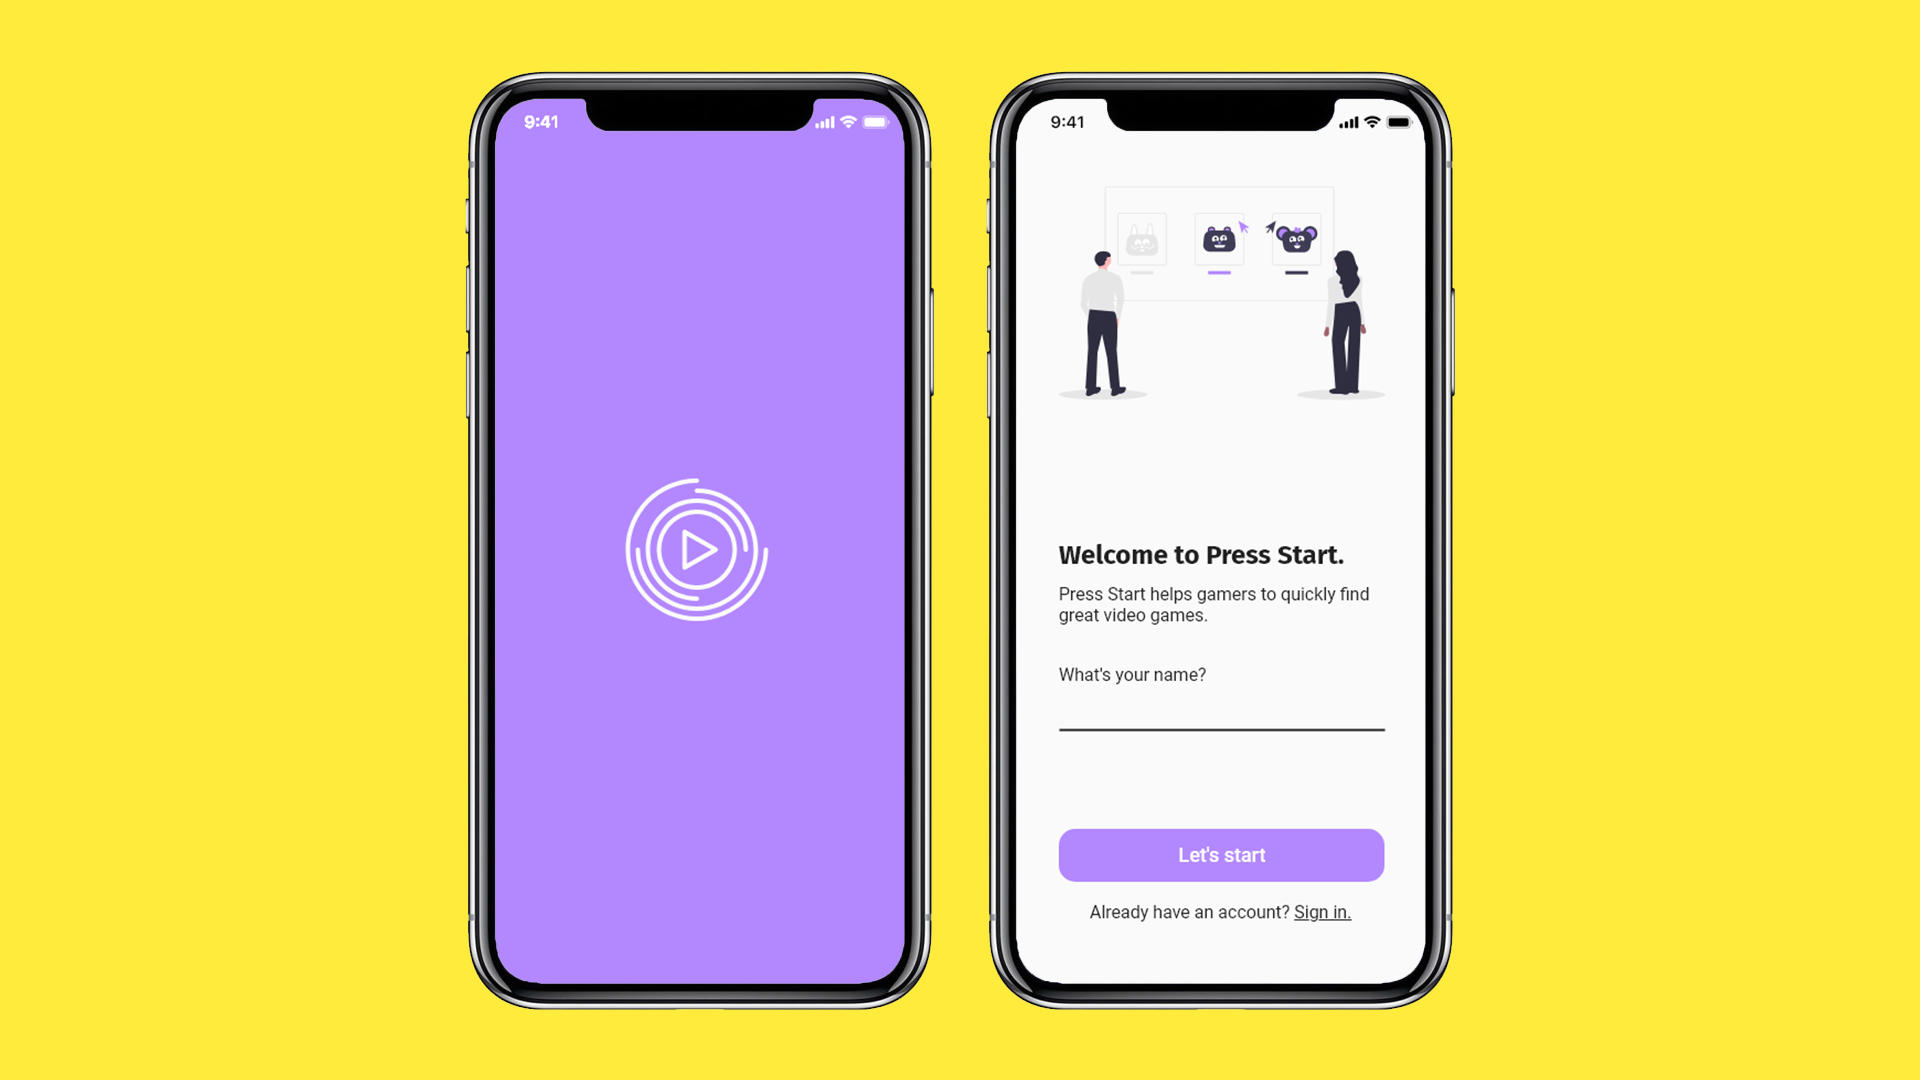 9:41
9:41
Welcome to Press Start.
Press Start helps gamers to quickly find
great video games.
What's your name?
Let's start
Already have an account? Sign in.